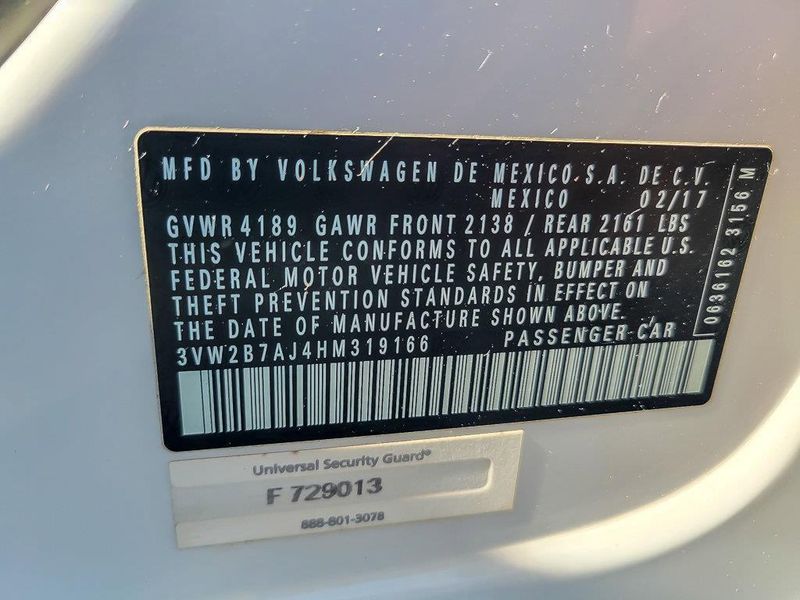 MFD BY VOLKSWAGEN DE MEXICO S.A. DE C.V.
MEXICO 02/17
GVWR 4189 GAWR FRONT 2138 / REAR 2161 LBS
THIS VEHICLE CONFORMS TO ALL APPLICABLE U.S.
FEDERAL MOTOR VEHICLE SAFETY, BUMPER AND
THEFT PREVENTION STANDARDS IN EFFECT ON
THE DATE OF MANUFACTURE SHOWN ABOVE.
3VW2B7AJ4HM319166 PASSENGER CAR
0636162 3156 M
Universal Security Guard®
F 729013
888-801-3078